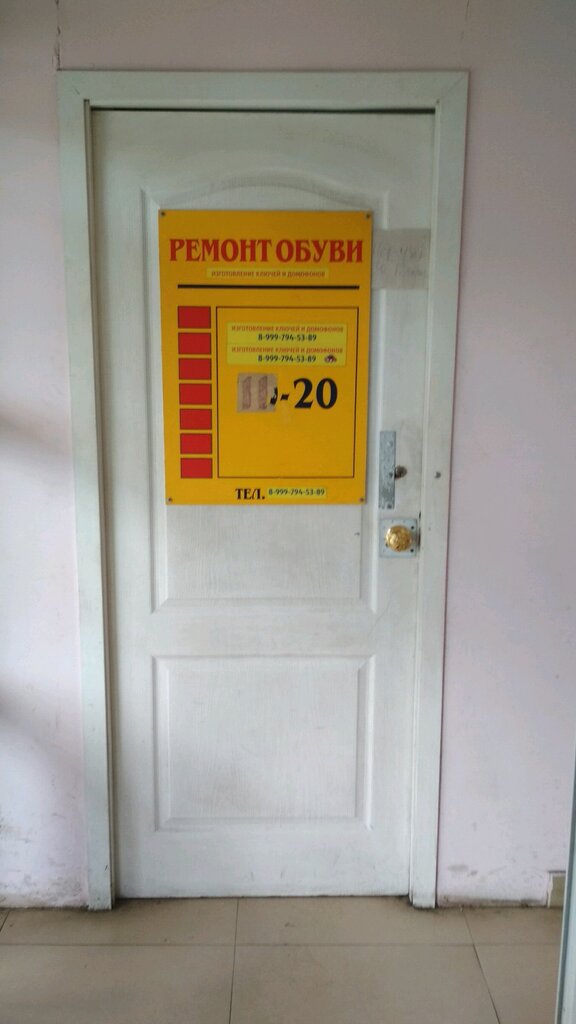 РЕМОНТ ОБУВИ
ИЗГОТОВЛЕНИЕ КЛЮЧЕЙ И ДОМОФОНОВ
ИЗГОТОВЛЕНИЕ КЛЮЧЕЙ И ДОМОФОНОВ
8-999-794-53-89
ИЗГОТОВЛЕНИЕ КЛЮЧЕЙ И ДОМОФОНОВ
8-999-794-53-89
11-20
ТЕЛ. 8-999-794-53-89